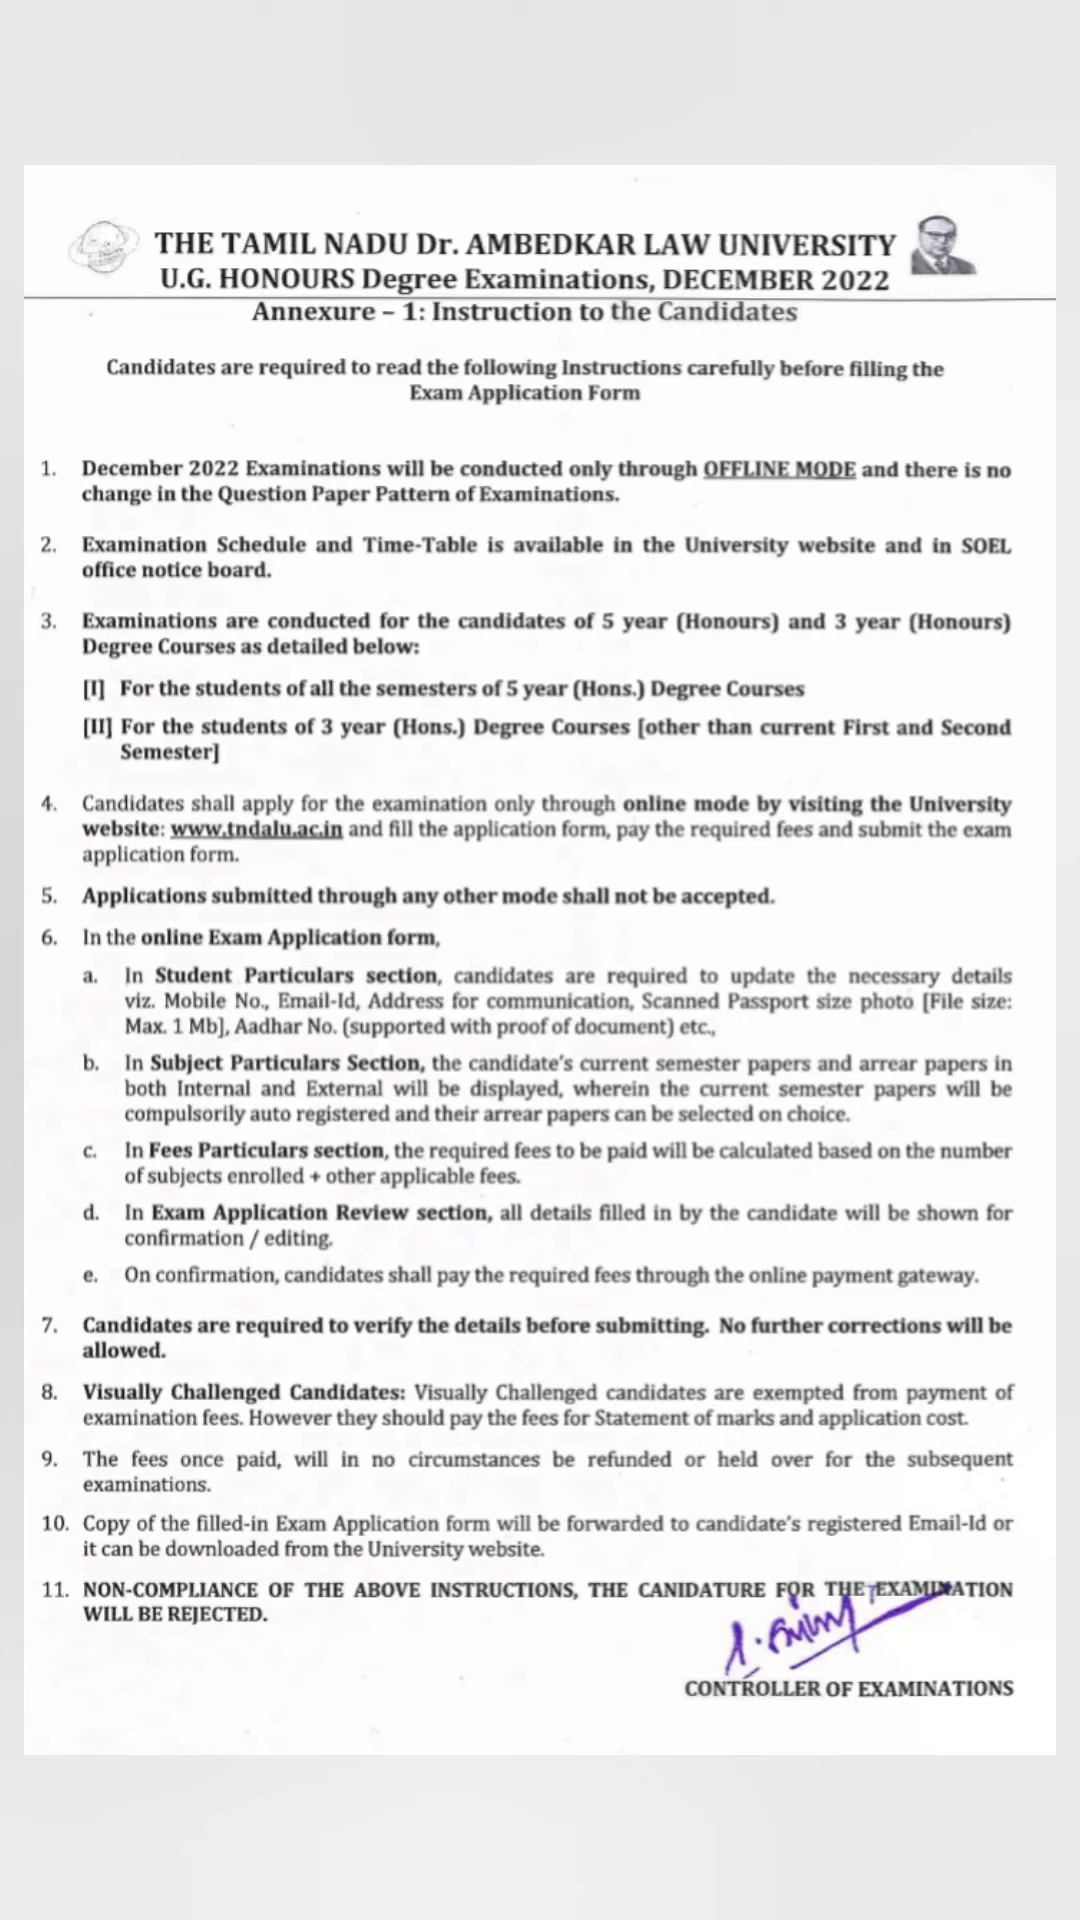 THE TAMIL NADU Dr. AMBEDKAR LAW UNIVERSITY
U.G. HONOURS Degree Examinations, DECEMBER 2022
Annexure – 1: Instruction to the Candidates
Candidates are required to read the following Instructions carefully before filling the
Exam Application Form
1. December 2022 Examinations will be conducted only through OFFLINE MODE and there is no
change in the Question Paper Pattern of Examinations.
2. Examination Schedule and Time-Table is available in the University website and in SOEL
office notice board.
3. Examinations are conducted for the candidates of 5 year (Honours) and 3 year (Honours)
Degree Courses as detailed below:
[I] For the students of all the semesters of 5 year (Hons.) Degree Courses
[II] For the students of 3 year (Hons.) Degree Courses [other than current First and Second
Semester]
4. Candidates shall apply for the examination only through online mode by visiting the University
website: www.tndalu.ac.in and fill the application form, pay the required fees and submit the exam
application form.
5. Applications submitted through any other mode shall not be accepted.
6. In the online Exam Application form,
a. In Student Particulars section, candidates are required to update the necessary details
viz. Mobile No., Email-Id, Address for communication, Scanned Passport size photo [File size:
Max. 1 Mb], Aadhar No. (supported with proof of document) etc.,
b. In Subject Particulars Section, the candidate's current semester papers and arrear papers in
both Internal and External will be displayed, wherein the current semester papers will be
compulsorily auto registered and their arrear papers can be selected on choice.
c. In Fees Particulars section, the required fees to be paid will be calculated based on the number
of subjects enrolled + other applicable fees.
d. In Exam Application Review section, all details filled in by the candidate will be shown for
confirmation / editing.
e. On confirmation, candidates shall pay the required fees through the online payment gateway.
7. Candidates are required to verify the details before submitting. No further corrections will be
allowed.
8. Visually Challenged Candidates: Visually Challenged candidates are exempted from payment of
examination fees. However they should pay the fees for Statement of marks and application cost.
9. The fees once paid, will in no circumstances be refunded or held over for the subsequent
examinations.
10. Copy of the filled-in Exam Application form will be forwarded to candidate's registered Email-Id or
it can be downloaded from the University website.
11. NON-COMPLIANCE OF THE ABOVE INSTRUCTIONS, THE CANIDATURE FOR THE EXAMINATION
WILL BE REJECTED.
CONTROLLER OF EXAMINATIONS